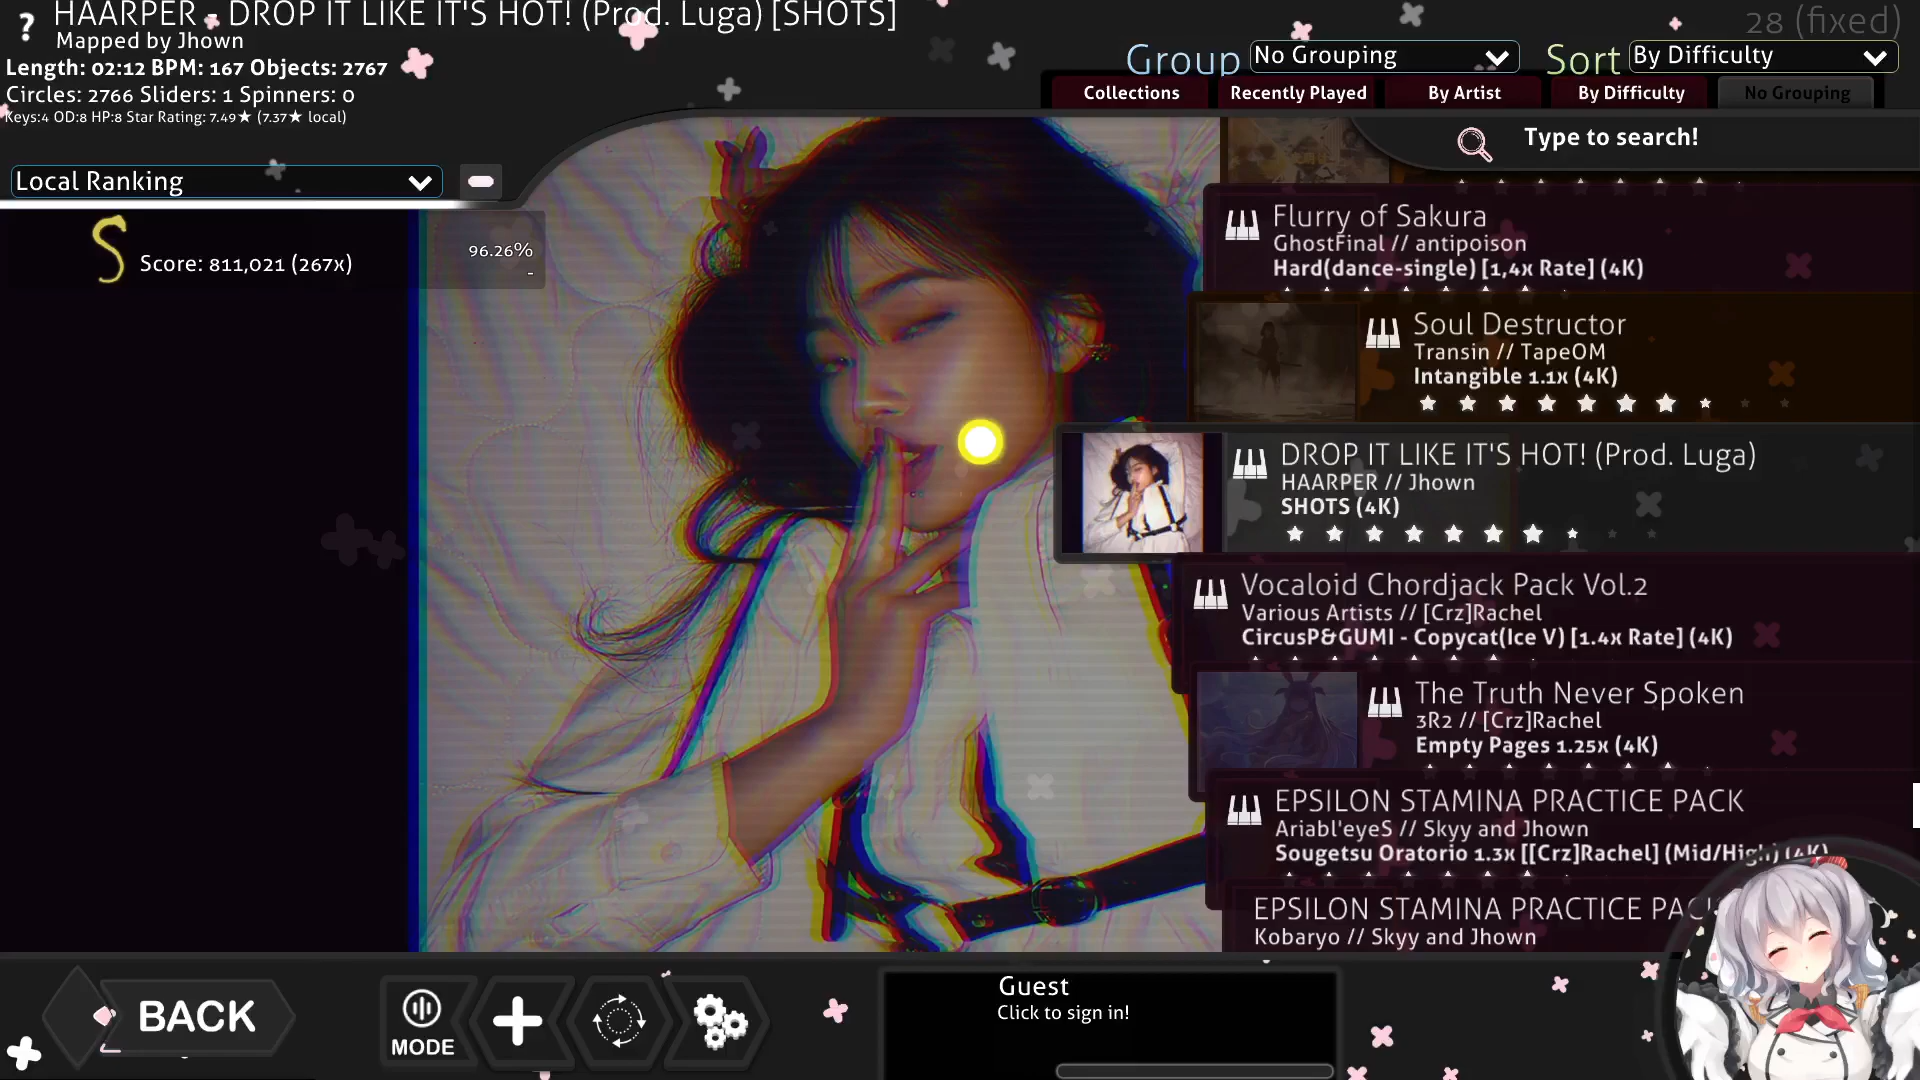 HAARPER - DROP IT LIKE IT'S HOT! (Prod. Luga) [SHOTS]
?
Mapped by Jhown
Length: 02:12 BPM: 167 Objects: 2767
Circles: 2766 Sliders: 1 Spinners: 0
Keys:4 OD:8 HP:8 Star Rating: 7.49★ (7.37★ local)
28 (fixed)
Group
No Grouping
Sort
By Difficulty
Collections
Recently Played
By Artist
By Difficulty
No Grouping
Type to search!
Local Ranking
S
Score: 811,021 (267x)
96.26%
-
Flurry of Sakura
GhostFinal // antipoison
Hard(dance-single) [1,4x Rate] (4K)
Soul Destructor
Transin // TapeOM
Intangible 1.1x (4K)
DROP IT LIKE IT'S HOT! (Prod. Luga)
HAARPER // Jhown
SHOTS (4K)
Vocaloid Chordjack Pack Vol.2
Various Artists // [Crz]Rachel
CircusP&GUMI - Copycat(Ice V) [1.4x Rate] (4K)
The Truth Never Spoken
3R2 // [Crz]Rachel
Empty Pages 1.25x (4K)
EPSILON STAMINA PRACTICE PACK
Ariabl'eyeS // Skyy and Jhown
Sougetsu Oratorio 1.3x [[Crz]Rachel] (Mid/High) (4K)
EPSILON STAMINA PRACTICE PAC
Kobaryo // Skyy and Jhown
BACK
MODE
Guest
Click to sign in!